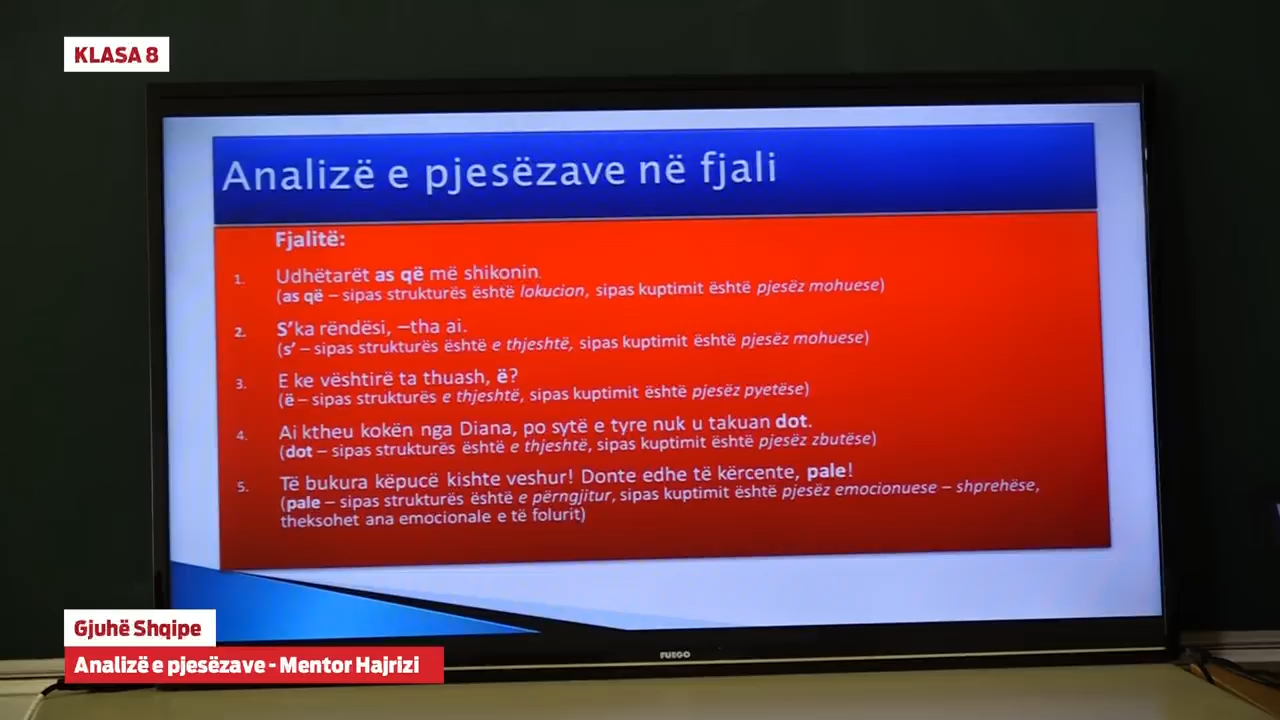 KLASA 8
Analizë e pjesëzave në fjali
Fjalitë:
1. Udhëtarët as që më shikonin.
(as që – sipas strukturës është lokucion, sipas kuptimit është pjesëz mohuese)
2. S'ka rëndësi, –tha ai.
(s' – sipas strukturës është e thjeshtë, sipas kuptimit është pjesëz mohuese)
3. E ke vështirë ta thuash, ë?
(ë – sipas strukturës e thjeshtë, sipas kuptimit është pjesëz pyetëse)
4. Ai ktheu kokën nga Diana, po sytë e tyre nuk u takuan dot.
(dot – sipas strukturës është e thjeshtë, sipas kuptimit është pjesëz zbutëse)
5. Të bukura këpucë kishte veshur! Donte edhe të kërcente, pale!
(pale – sipas strukturës është e përngjitur, sipas kuptimit është pjesëz emocionuese – shprehëse,
theksohet ana emocionale e të folurit)
FUEGO
Gjuhë Shqipe
Analizë e pjesëzave - Mentor Hajrizi